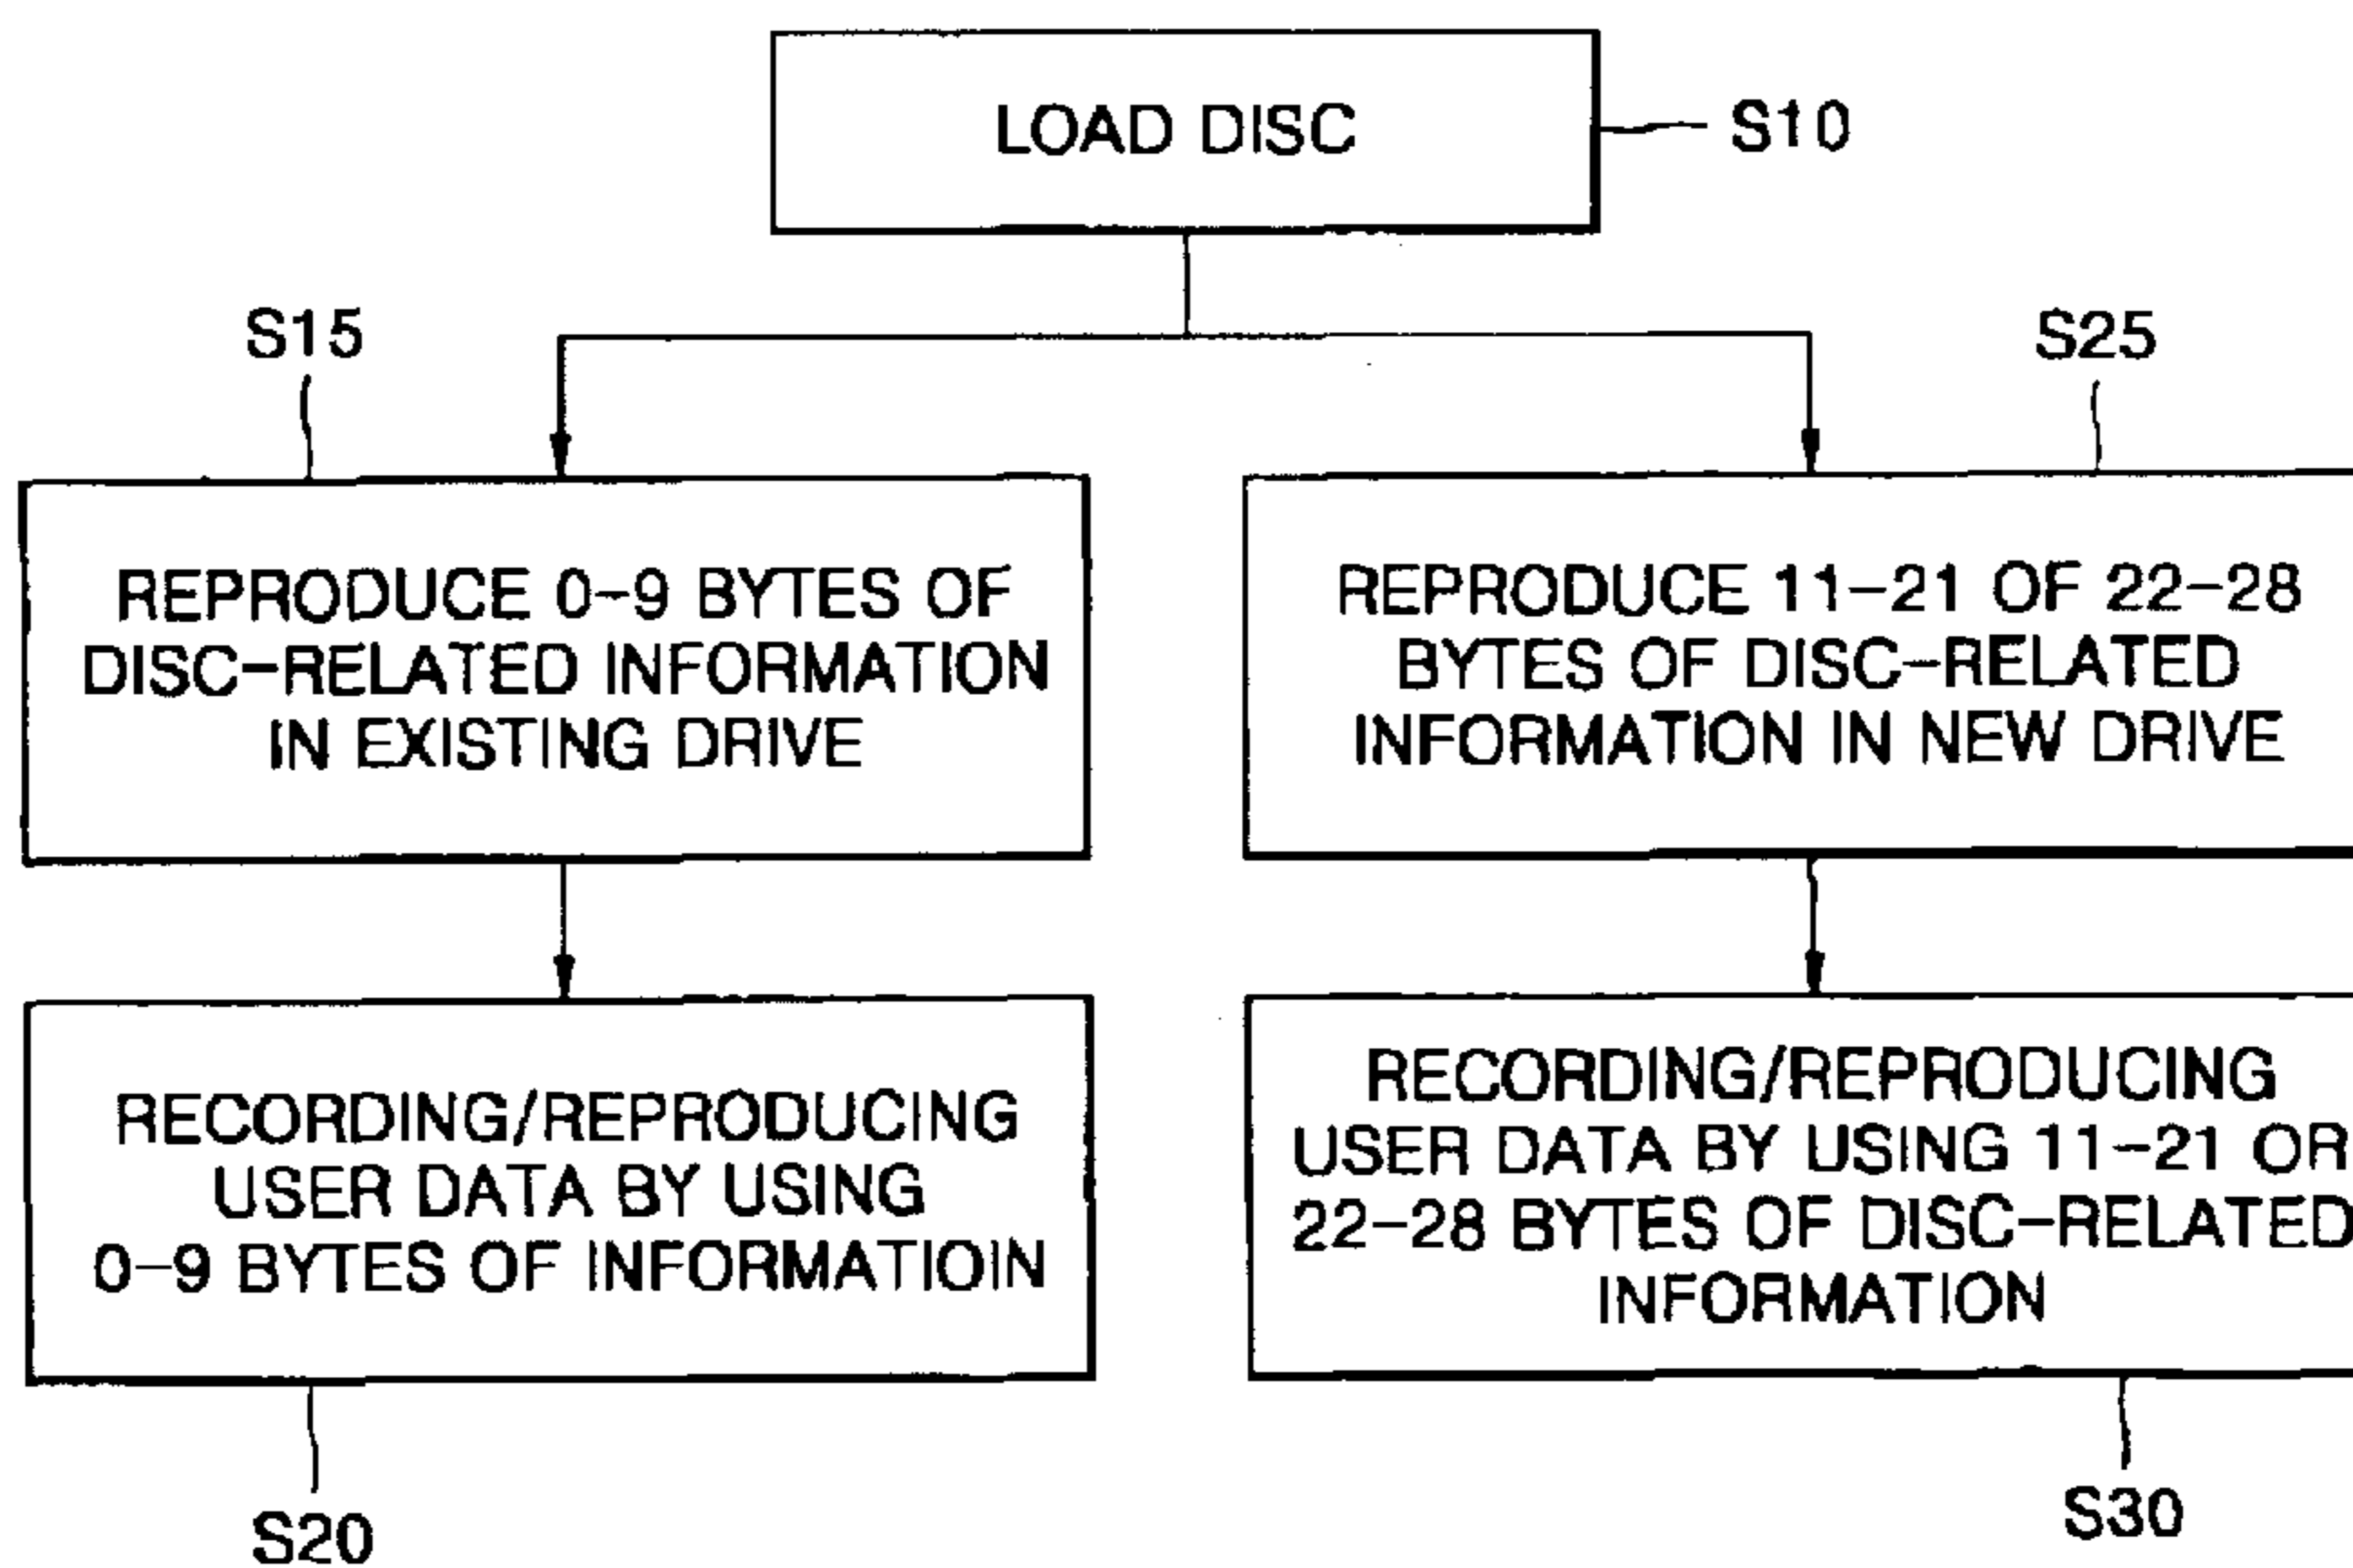 LOAD DISC
S10
S15
S25
REPRODUCE 0-9 BYTES OF
DISC-RELATED INFORMATION
IN EXISTING DRIVE
REPRODUCE 11-21 OF 22-28
BYTES OF DISC-RELATED
INFORMATION IN NEW DRIVE
RECORDING/REPRODUCING
USER DATA BY USING
0-9 BYTES OF INFORMATIOIN
RECORDING/REPRODUCING
USER DATA BY USING 11-21 OR
22-28 BYTES OF DISC-RELATED
INFORMATION
S20
S30